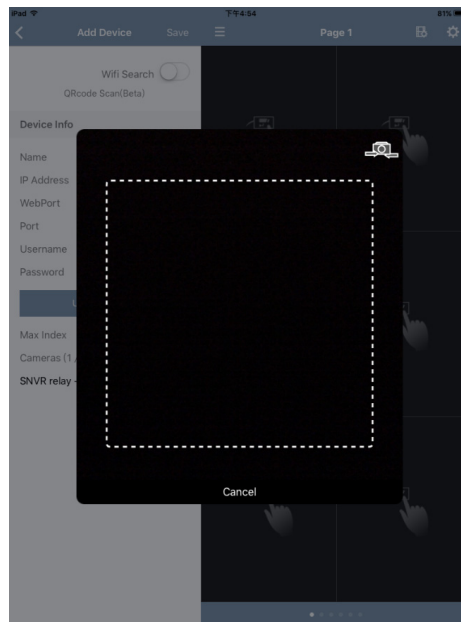 iPad 下午4:54 81%
Add Device Save Page 1
Wifi Search
QRcode Scan(Beta)
Device Info
Name
IP Address
WebPort
Port
Username
Password
Max Index
Cameras (1
SNVR relay -
Cancel